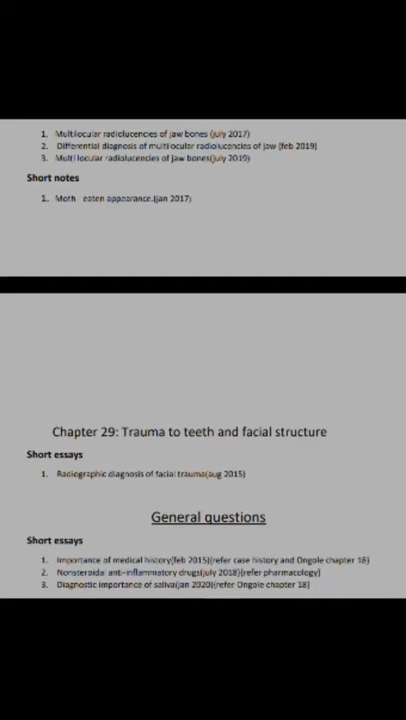 1. Multilocular radiolucencies of jaw bones (july 2017)
2. Differential diagnosis of multilocular radiolucencies of jaw (feb 2019)
3. Multi locular radiolucencies of jaw bones(july 2019)
Short notes
1. Moth eaten appearance.(jan 2017)
Chapter 29: Trauma to teeth and facial structure
Short essays
1. Radiographic diagnosis of facial trauma(aug 2015)
General questions
Short essays
1. Importance of medical history(feb 2015)(refer case history and Ongole chapter 18)
2. Nonsteroidal anti-inflammatory drugs(july 2018)(refer pharmacology)
3. Diagnostic importance of saliva(jan 2020)(refer Ongole chapter 18)